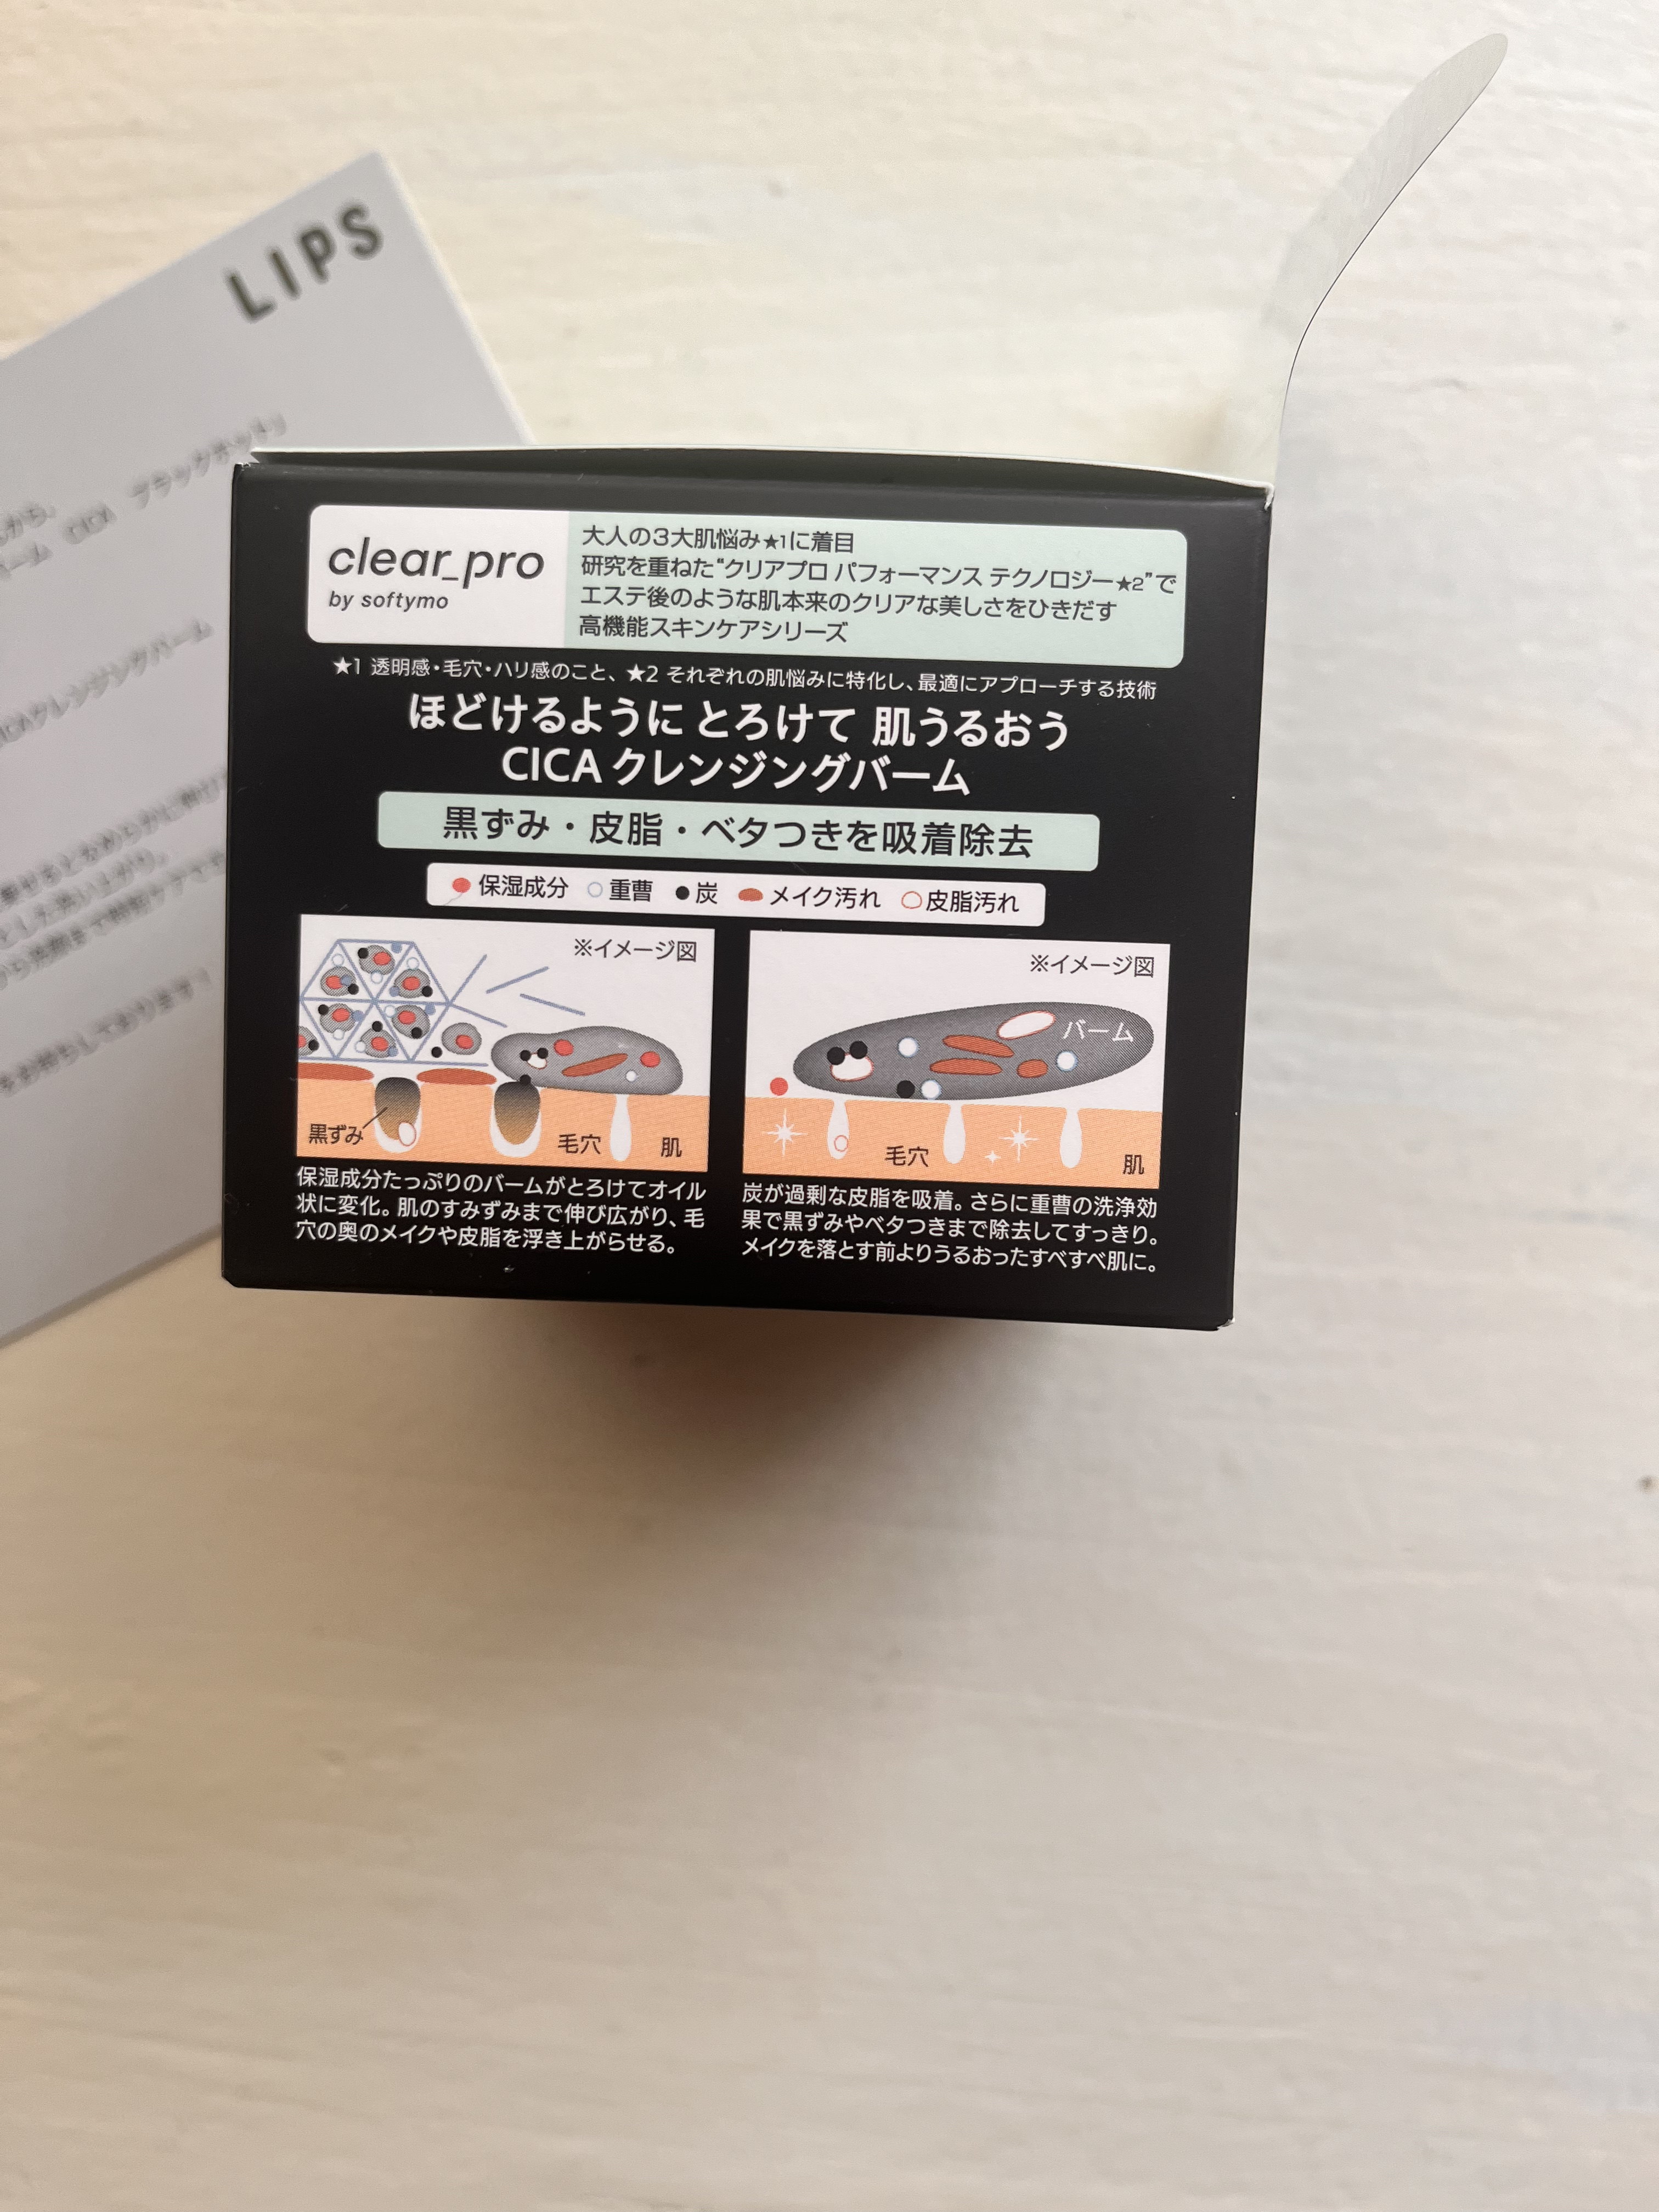 LIPS
ブラック
CICA
クレンジングバーム
clear_pro
by softymo
大人の3大肌悩み★1に着目
研究を重ねた“クリアプロ パフォーマンス テクノロジー★2”で
エステ後のような肌本来のクリアな美しさをひきだす
高機能スキンケアシリーズ
★1 透明感・毛穴・ハリ感のこと、★2 それぞれの肌悩みに特化し、最適にアプローチする技術
ほどけるように とろけて 肌うるおう
CICA クレンジングバーム
黒ずみ・皮脂・ベタつきを吸着除去
保湿成分 重曹 炭 メイク汚れ 皮脂汚れ
※イメージ図
黒ずみ
毛穴
肌
保湿成分たっぷりのバームがとろけてオイル
状に変化。肌のすみずみまで伸び広がり、毛
穴の奥のメイクや皮脂を浮き上がらせる。
※イメージ図
バーム
毛穴
肌
炭が過剰な皮脂を吸着。さらに重曹の洗浄効
果で黒ずみやベタつきまで除去してすっきり。
メイクを落とす前よりうるおったすべすべ肌に。